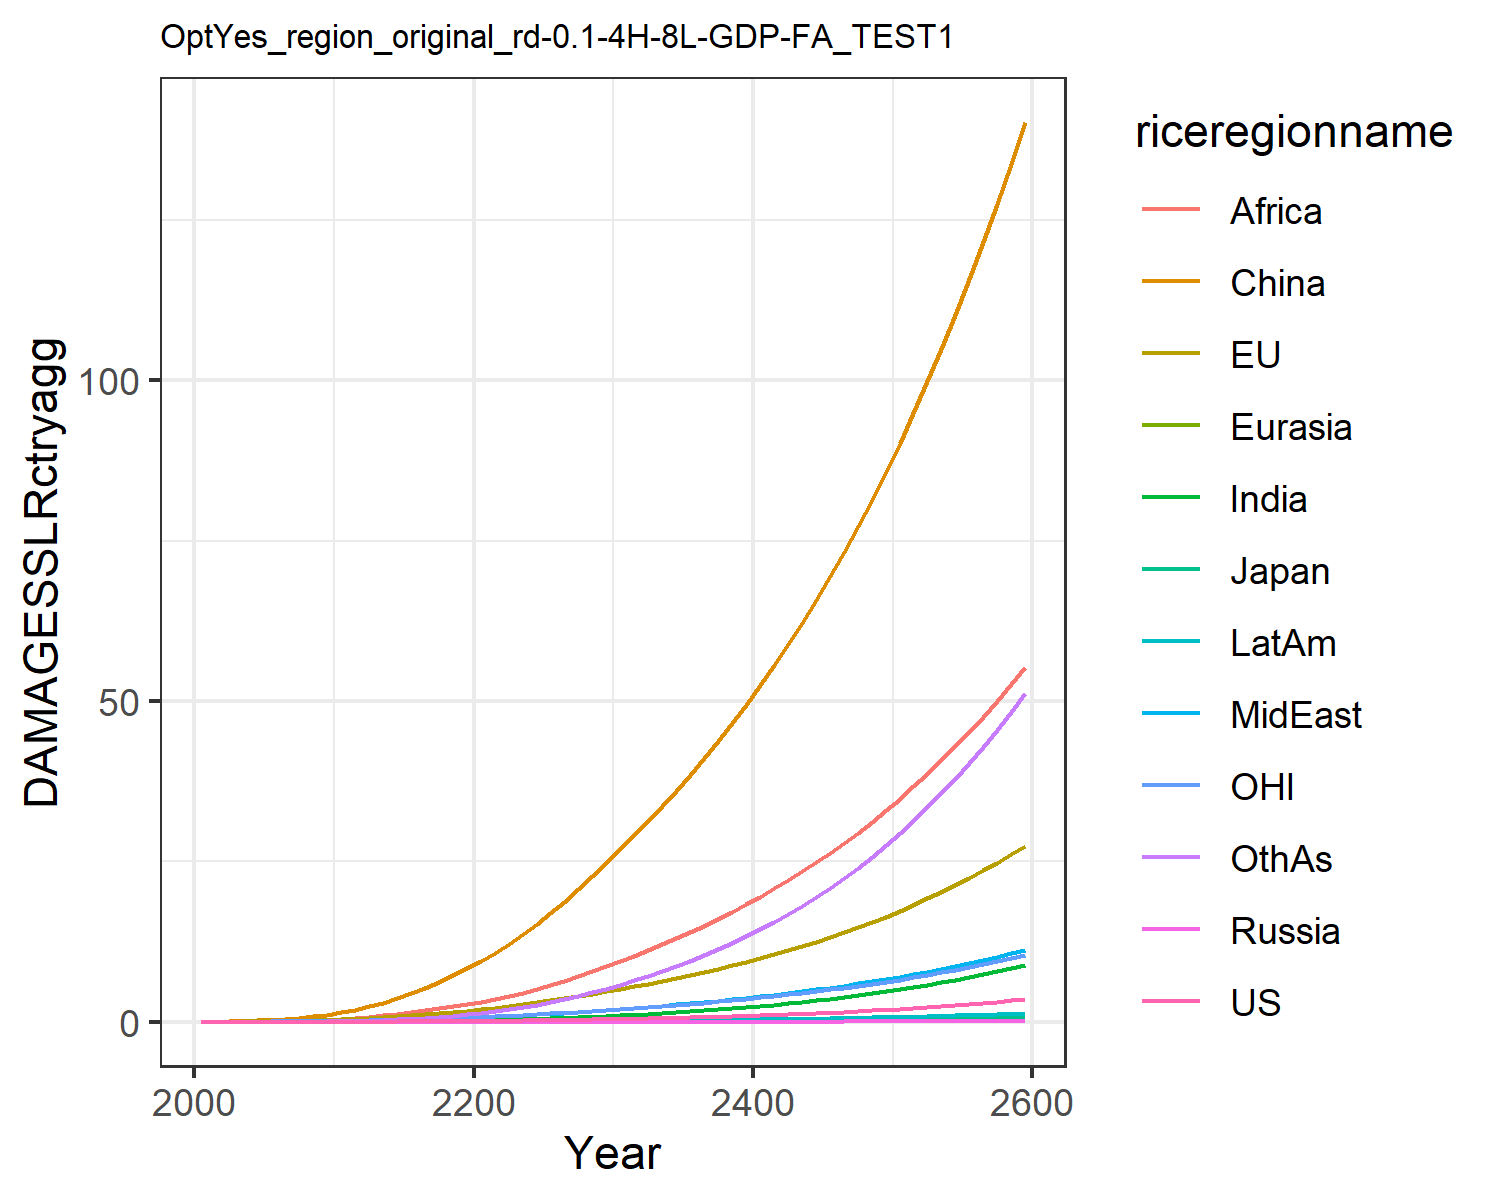 OptYes_region_original_rd-0.1-4H-8L-GDP-FA_TEST1
DAMAGESSLRctryagg
100
50
0
2000
2200
2400
2600
Year
riceregionname
Africa
China
EU
Eurasia
India
Japan
LatAm
MidEast
OHI
OthAs
Russia
US